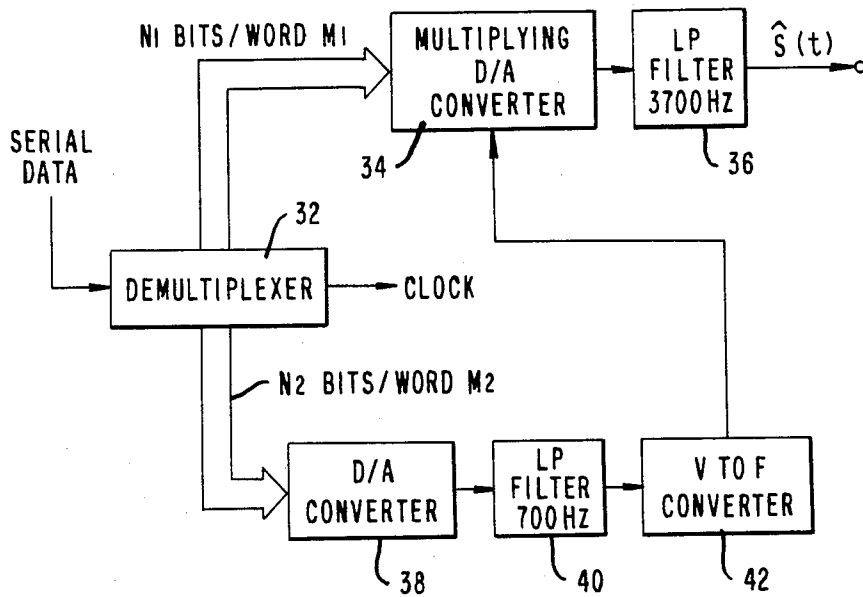 N1 BITS/WORD M1
MULTIPLYING
D/A
CONVERTER
34
LP
FILTER
3700HZ
36
Ŝ(t)
SERIAL
DATA
32
DEMULTIPLEXER
CLOCK
N2 BITS/WORD M2
D/A
CONVERTER
38
LP
FILTER
700HZ
40
V TO F
CONVERTER
42